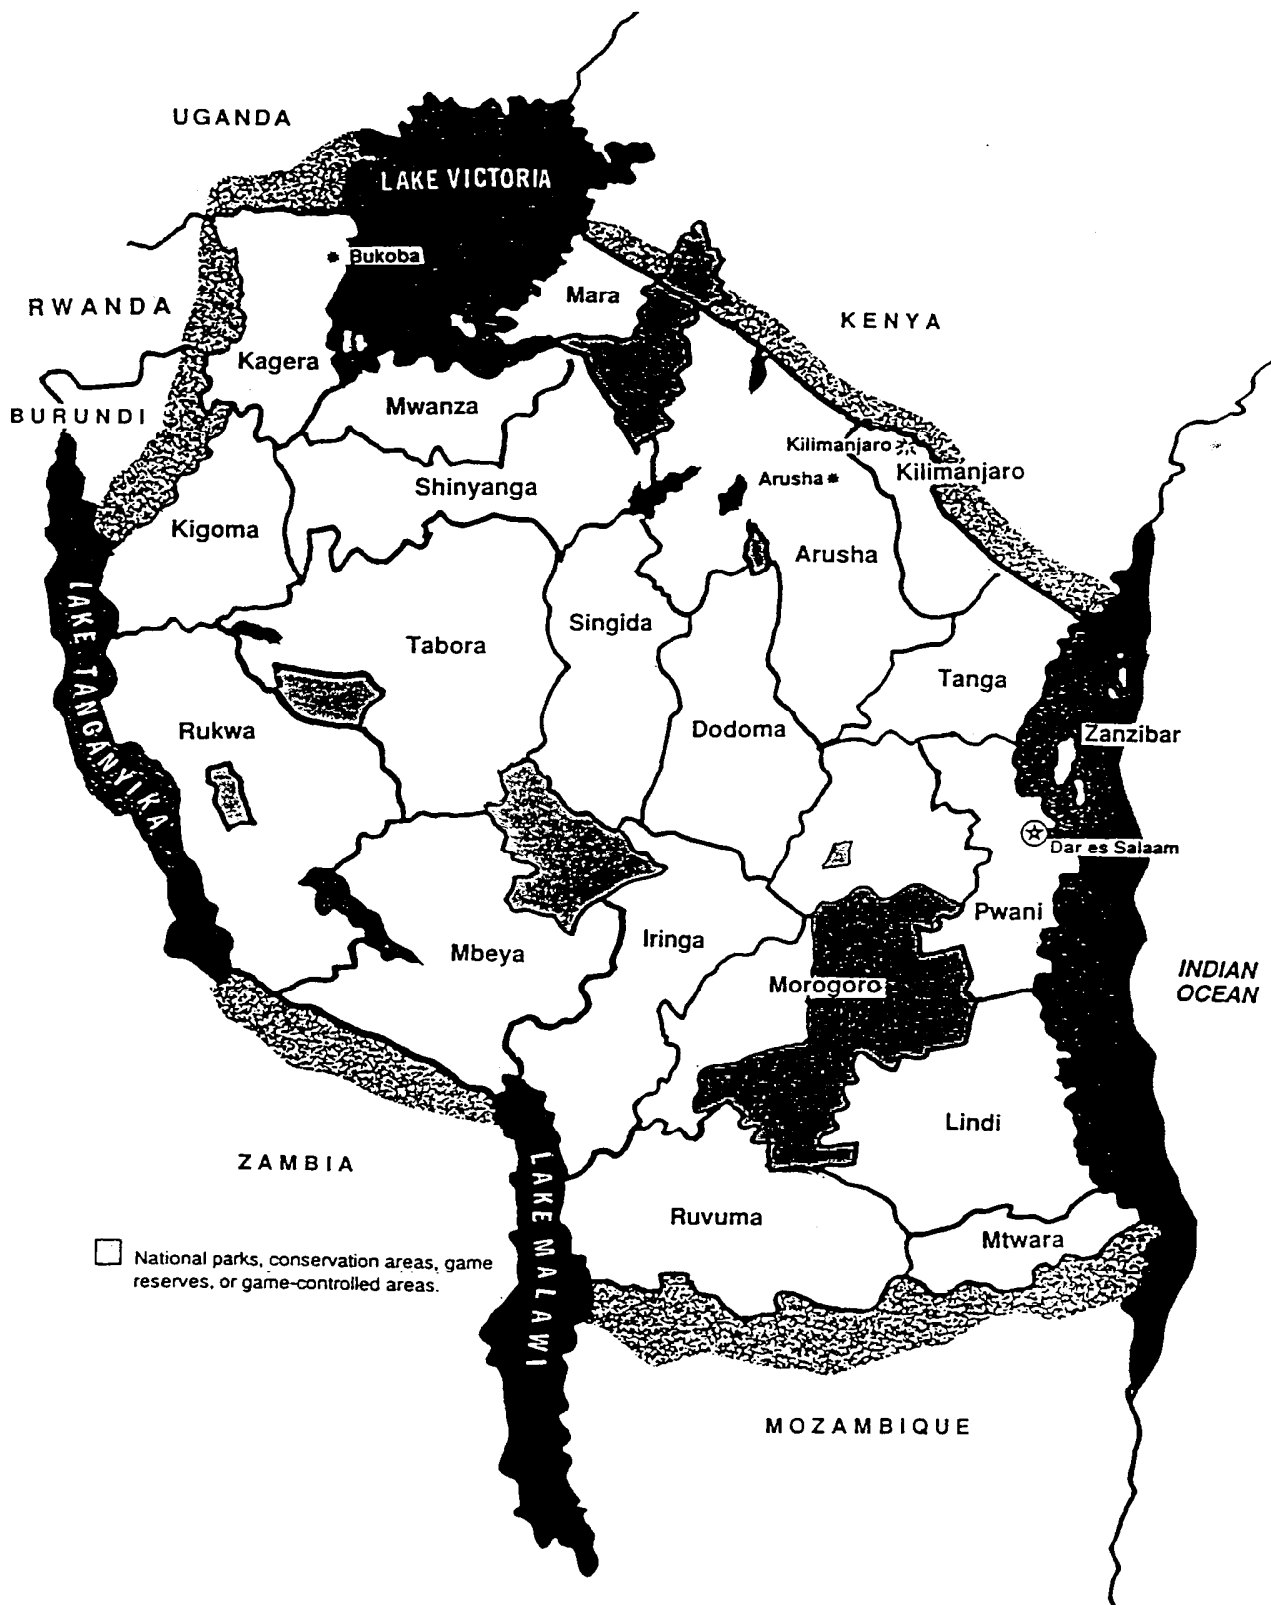 UGANDA
LAKE VICTORIA
Bukoba
Mara
RWANDA
KENYA
Kagera
Mwanza
BURUNDI
Kilimanjaro
Kilimanjaro
Arusha
Shinyanga
Kigoma
Arusha
LAKE TANGANYIKA
Singida
Tabora
Tanga
Rukwa
Dodoma
Zanzibar
Dar es Salaam
Pwani
Iringa
Mbeya
INDIAN
OCEAN
Morogoro
Lindi
ZAMBIA
LAKE MALAWI
Ruvuma
Mtwara
National parks, conservation areas, game
reserves, or game-controlled areas.
MOZAMBIQUE